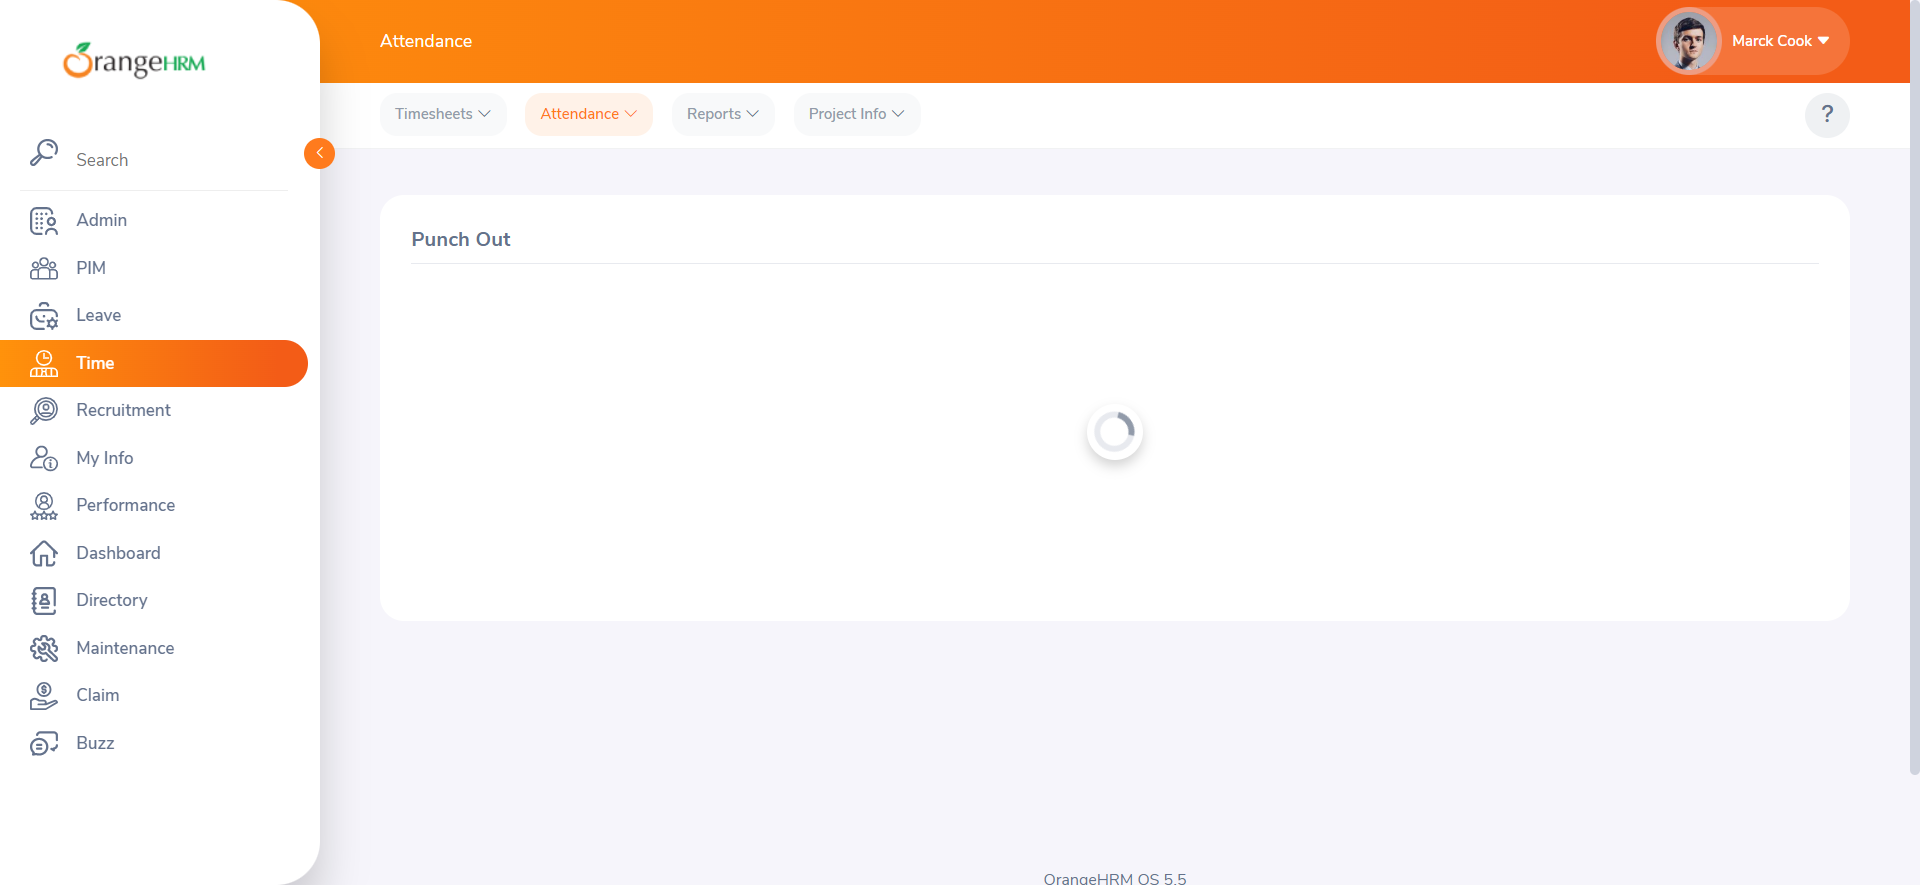 OrangeHRM
Attendance
Marck Cook
Timesheets
Attendance
Reports
Project Info
?
Search
Admin
PIM
Leave
Time
Recruitment
My Info
Performance
Dashboard
Directory
Maintenance
Claim
Buzz
Punch Out
OrangeHRM OS 5.5